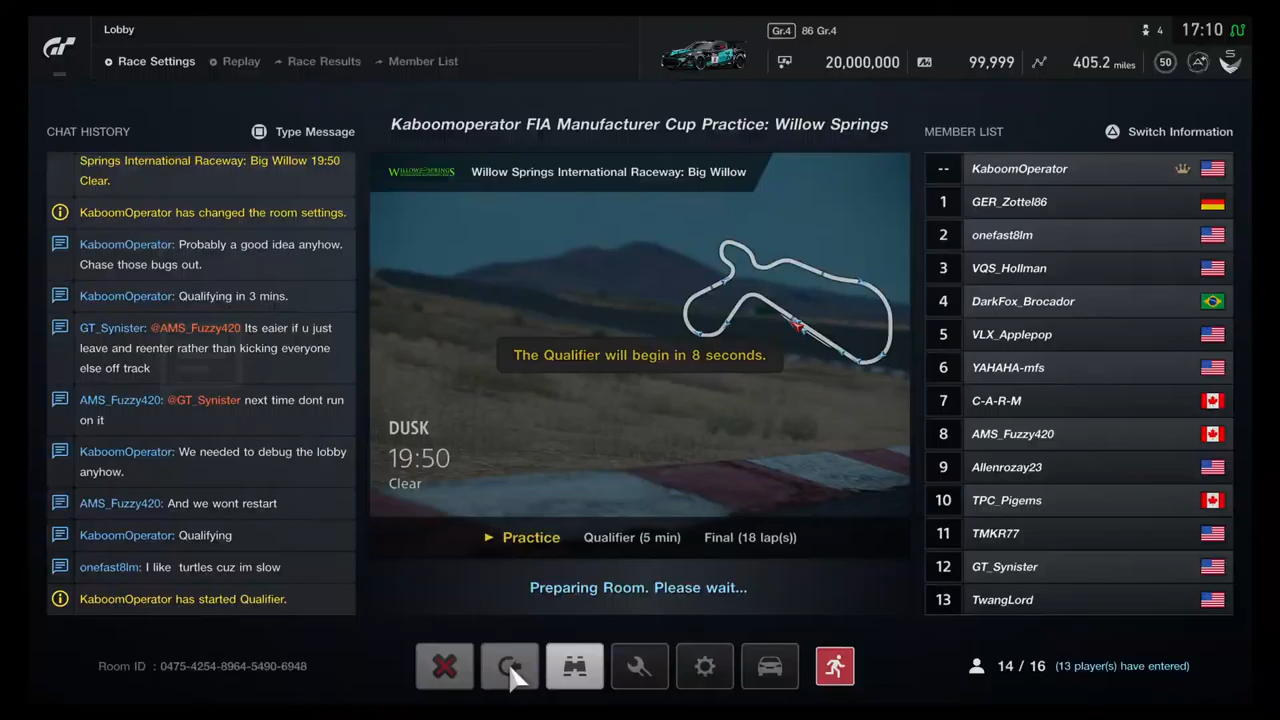 Lobby
Race Settings
Replay
Race Results
Member List
Gr.4
86 Gr.4
4
17:10
20,000,000
99,999
405.2 miles
50
S
CHAT HISTORY
Type Message
Springs International Raceway: Big Willow 19:50
Clear.
KaboomOperator has changed the room settings.
KaboomOperator: Probably a good idea anyhow.
Chase those bugs out.
KaboomOperator: Qualifying in 3 mins.
GT_Synister: @AMS_Fuzzy420 Its eaier if u just
leave and reenter rather than kicking everyone
else off track
AMS_Fuzzy420: @GT_Synister next time dont run
on it
KaboomOperator: We needed to debug the lobby
anyhow.
AMS_Fuzzy420: And we wont restart
KaboomOperator: Qualifying
onefast8lm: I like turtles cuz im slow
KaboomOperator has started Qualifier.
Room ID : 0475-4254-8964-5490-6948
Kaboomoperator FIA Manufacturer Cup Practice: Willow Springs
WILLOW SPRINGS
Willow Springs International Raceway: Big Willow
The Qualifier will begin in 8 seconds.
DUSK
19:50
Clear
Practice
Qualifier (5 min)
Final (18 lap(s))
Preparing Room. Please wait...
MEMBER LIST
Switch Information
-- KaboomOperator
1 GER_Zottel86
2 onefast8lm
3 VQS_Hollman
4 DarkFox_Brocador
5 VLX_Applepop
6 YAHAHA-mfs
7 C-A-R-M
8 AMS_Fuzzy420
9 Allenrozay23
10 TPC_Pigems
11 TMKR77
12 GT_Synister
13 TwangLord
14 / 16
(13 player(s) have entered)